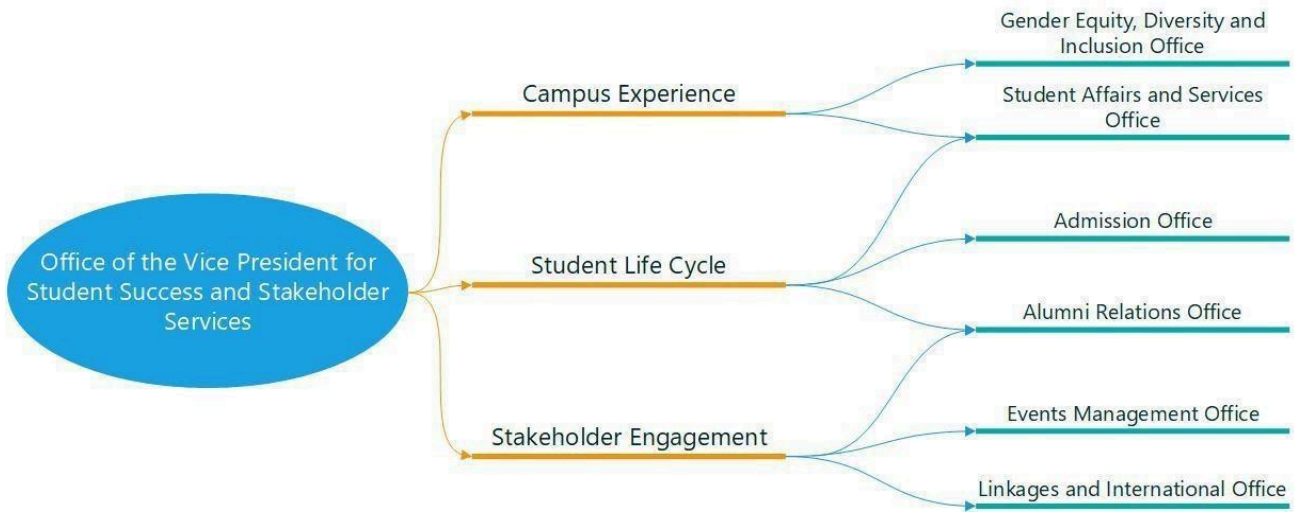 Office of the Vice President for
Student Success and Stakeholder
Services
Campus Experience
Student Life Cycle
Stakeholder Engagement
Gender Equity, Diversity and
Inclusion Office
Student Affairs and Services
Office
Admission Office
Alumni Relations Office
Events Management Office
Linkages and International Office